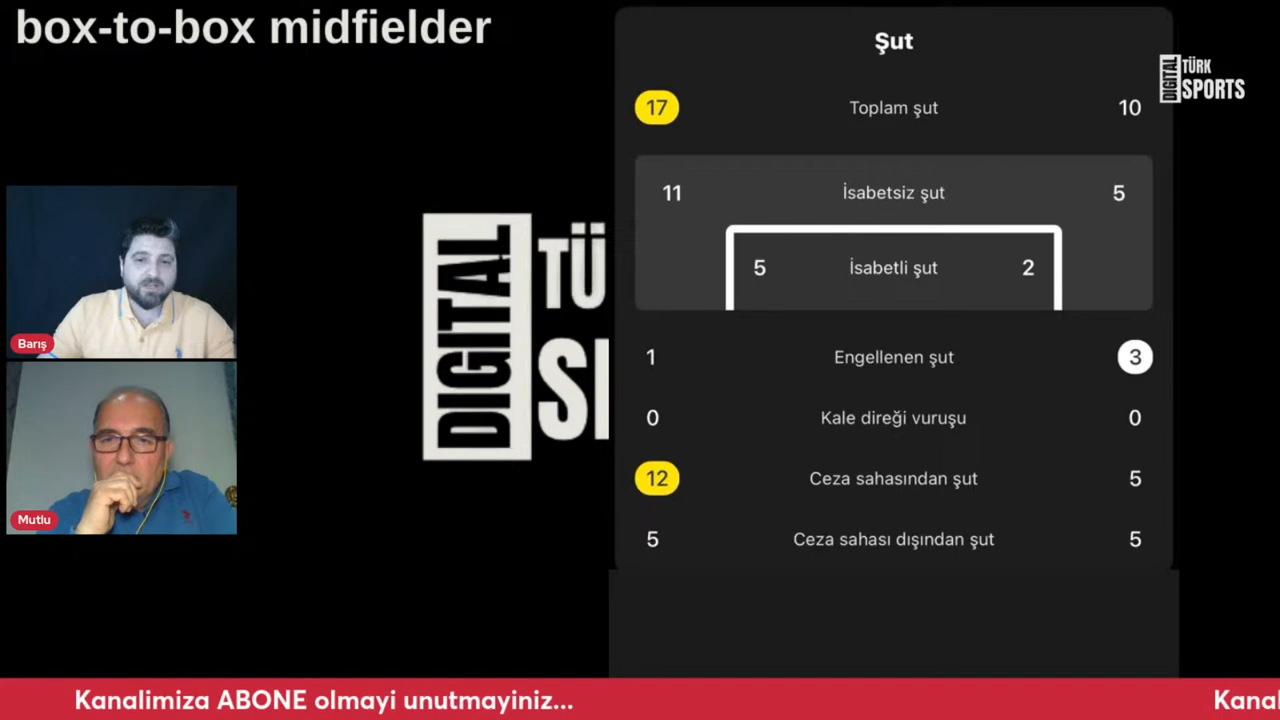 box-to-box midfielder
Şut
17 Toplam şut 10
11 İsabetsiz şut 5
5 İsabetli şut 2
1 Engellenen şut 3
0 Kale direği vuruşu 0
12 Ceza sahasından şut 5
5 Ceza sahası dışından şut 5
DIGITAL
TÜRK
SPORTS
DIGITAL
TÜ
S
Barış
Mutlu
Kanalimiza ABONE olmayi unutmayiniz...
Kanal